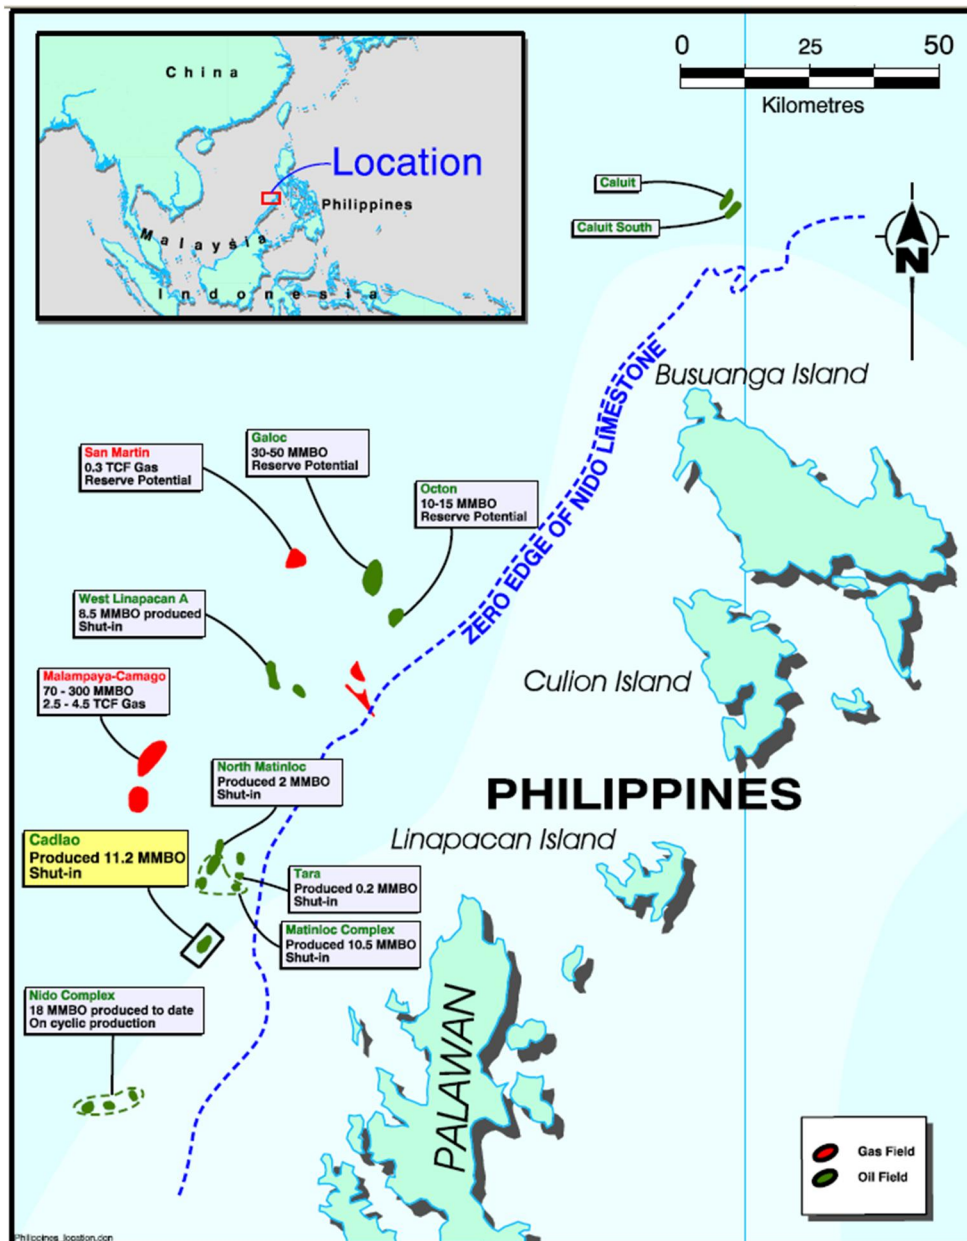 China
Location
Philippines
Malaysia
Indonesia
0 25 50
Kilometres
Caluit
Caluit South
N
ZERO EDGE OF NIDO LIMESTONE
Busuanga Island
San Martin
0.3 TCF Gas
Reserve Potential
Galoc
30-50 MMBO
Reserve Potential
Octon
10-15 MMBO
Reserve Potential
West Linapacan A
8.5 MMBO produced
Shut-in
Malampaya-Camago
70 - 300 MMBO
2.5 - 4.5 TCF Gas
Culion Island
North Matinloc
Produced 2 MMBO
Shut-in
PHILIPPINES
Linapacan Island
Cadlao
Produced 11.2 MMBO
Shut-in
Tara
Produced 0.2 MMBO
Shut-in
Matinloc Complex
Produced 10.5 MMBO
Shut-in
Nido Complex
18 MMBO produced to date
On cyclic production
PALAWAN
Gas Field
Oil Field
Philippines_location.dgn